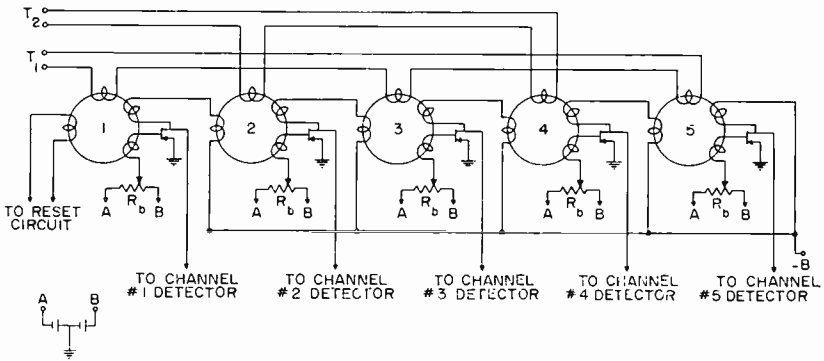 T2
T1
1 2 3 4 5
A Rb B A Rb B A Rb B A Rb B A Rb B
TO RESET
CIRCUIT
-B
TO CHANNEL
#1 DETECTOR
TO CHANNEL
#2 DETECTOR
TO CHANNEL
#3 DETECTOR
TO CHANNEL
#4 DETECTOR
TO CHANNEL
#5 DETECTOR
A B